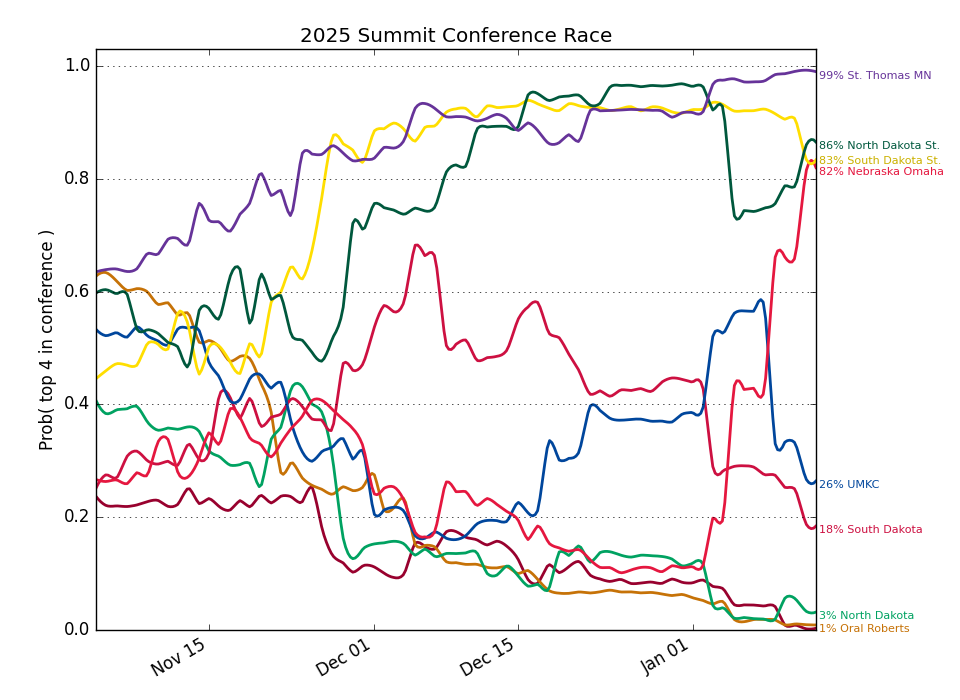 2025 Summit Conference Race
Prob( top 4 in conference )
1.0
0.8
0.6
0.4
0.2
0.0
Nov 15
Dec 01
Dec 15
Jan 01
99% St. Thomas MN
86% North Dakota St.
83% South Dakota St.
82% Nebraska Omaha
26% UMKC
18% South Dakota
3% North Dakota
1% Oral Roberts